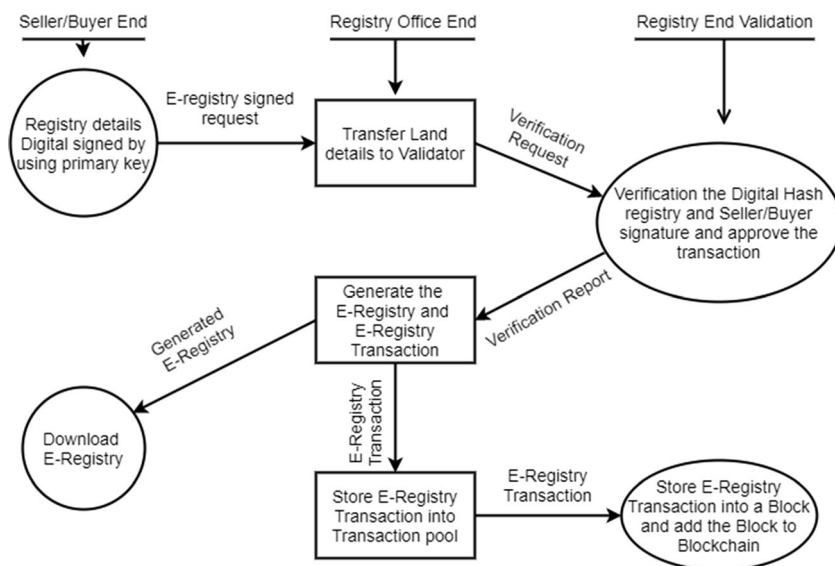 Seller/Buyer End
Registry Office End
Registry End Validation
Registry details
Digital signed by
using primary key
E-registry signed
request
Transfer Land
details to Validator
Verification
Request
Verification the Digital Hash
registry and Seller/Buyer
signature and approve the
transaction
Verification Report
Generate the
E-Registry and
E-Registry
Transaction
Generated
E-Registry
Download
E-Registry
E-Registry
Transaction
Store E-Registry
Transaction into
Transaction pool
E-Registry
Transaction
Store E-Registry
Transaction into a Block
and add the Block to
Blockchain